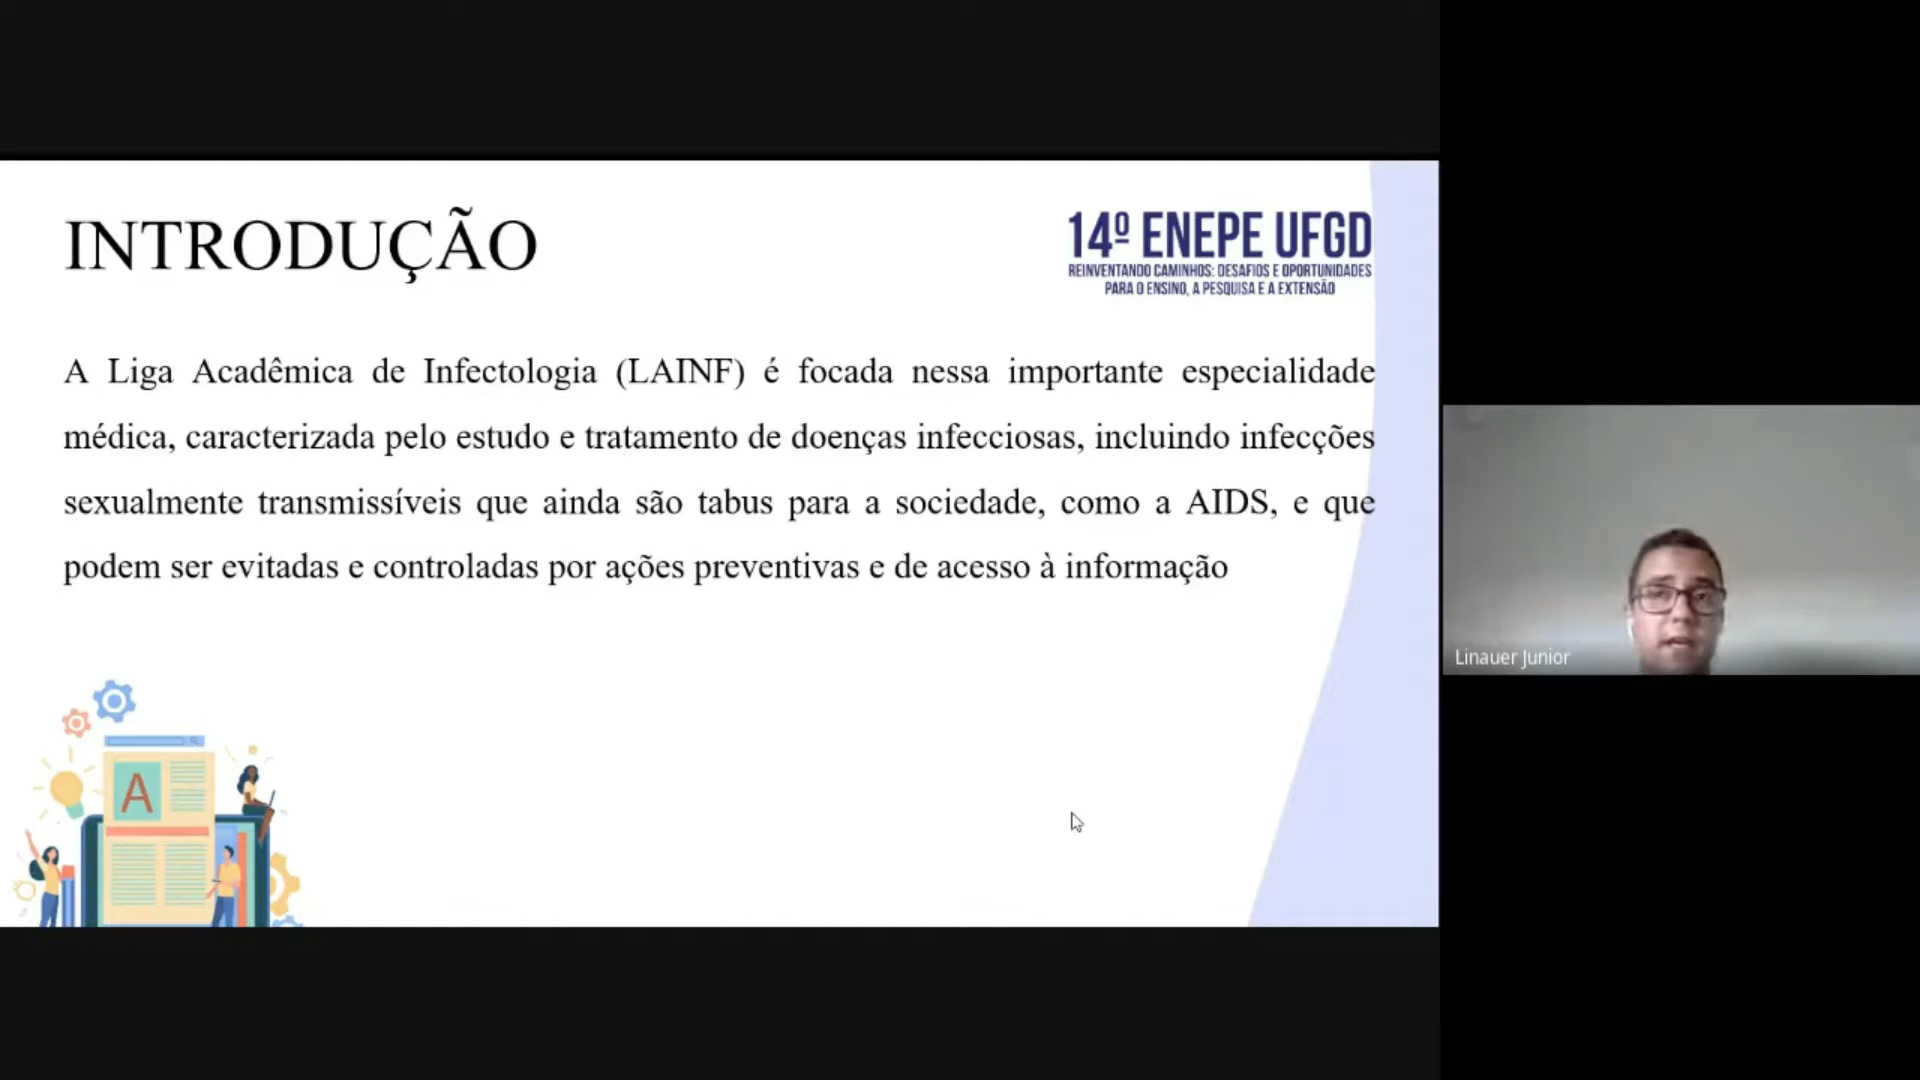 INTRODUÇÃO
14º ENEPE UFGD
REINVENTANDO CAMINHOS: DESAFIOS E OPORTUNIDADES
PARA O ENSINO, A PESQUISA E A EXTENSÃO
A Liga Acadêmica de Infectologia (LAINF) é focada nessa importante especialidade
médica, caracterizada pelo estudo e tratamento de doenças infecciosas, incluindo infecções
sexualmente transmissíveis que ainda são tabus para a sociedade, como a AIDS, e que
podem ser evitadas e controladas por ações preventivas e de acesso à informação
A
Linauer Junior